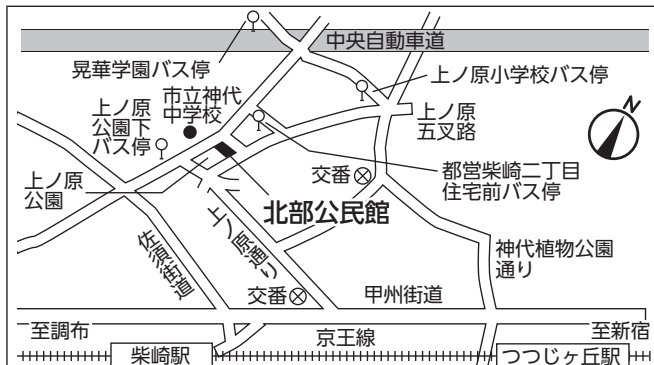 中央自動車道
晃華学園バス停
上ノ原小学校バス停
市立神代
中学校
上ノ原
公園下
バス停
上ノ原
五叉路
N
都営柴崎二丁目
住宅前バス停
交番
上ノ原
公園
北部公民館
佐須街道
上ノ原通り
神代植物公園
通り
交番
甲州街道
至調布
京王線
至新宿
柴崎駅
つつじヶ丘駅